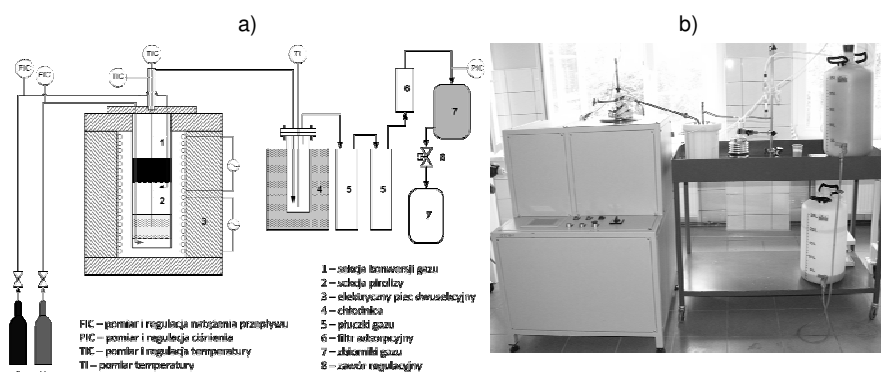 a)
b)
FIC
FIC
TIC
TIC
TI
PIC
1
2
2
3
4
5
5
6
7
8
7
1 – sekcja konwersji gazu
2 – sekcja pirolizy
3 – elektryczny piec dwusekcyjny
4 – chłodnica
5 – płuczki gazu
6 – filtr adsorpcyjny
7 – zbiorniki gazu
8 – zawór regulacyjny
FIC – pomiar i regulacja natężenia przepływu
PIC – pomiar i regulacja ciśnienia
TIC – pomiar i regulacja temperatury
TI – pomiar temperatury